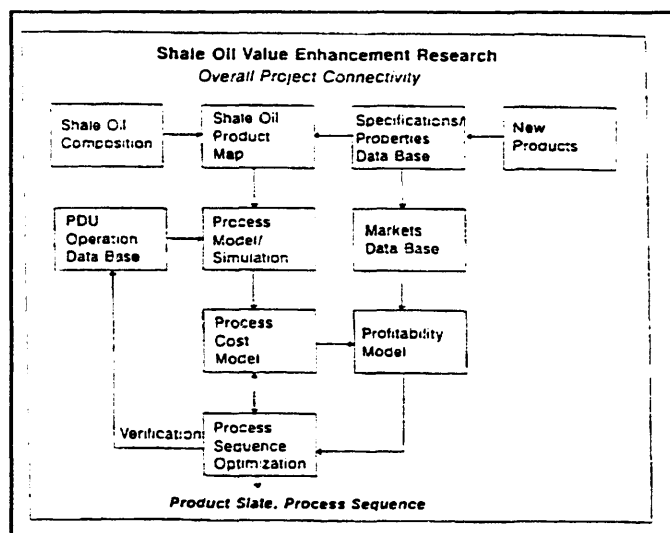 Shale Oil Value Enhancement Research
Overall Project Connectivity
Shale Oil
Composition
Shale Oil
Product
Map
Specifications/
Properties
Data Base
New
Products
PDU
Operation
Data Base
Process
Model/
Simulation
Markets
Data Base
Process
Cost
Model
Profitability
Model
Verification
Process
Sequence
Optimization
Product Slate, Process Sequence